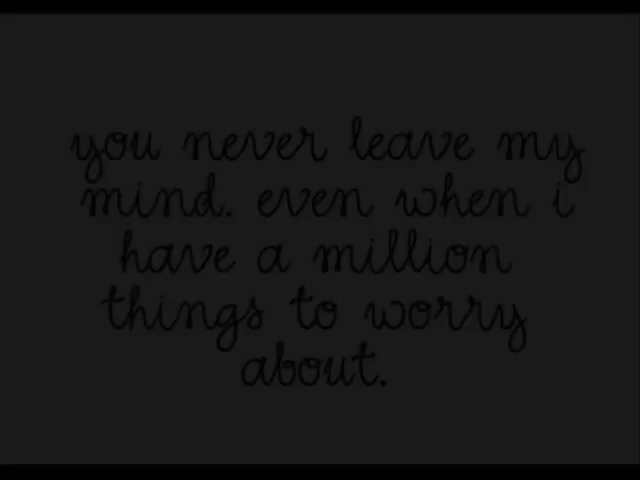 you never leave my
mind. even when i
have a million
things to worry
about.